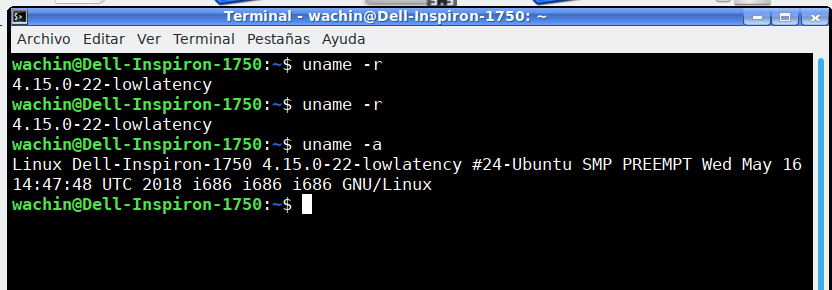 Terminal - wachin@Dell-Inspiron-1750: ~
Archivo Editar Ver Terminal Pestañas Ayuda
wachin@Dell-Inspiron-1750:~$ uname -r
4.15.0-22-lowlatency
wachin@Dell-Inspiron-1750:~$ uname -r
4.15.0-22-lowlatency
wachin@Dell-Inspiron-1750:~$ uname -a
Linux Dell-Inspiron-1750 4.15.0-22-lowlatency #24-Ubuntu SMP PREEMPT Wed May 16
14:47:48 UTC 2018 i686 i686 i686 GNU/Linux
wachin@Dell-Inspiron-1750:~$